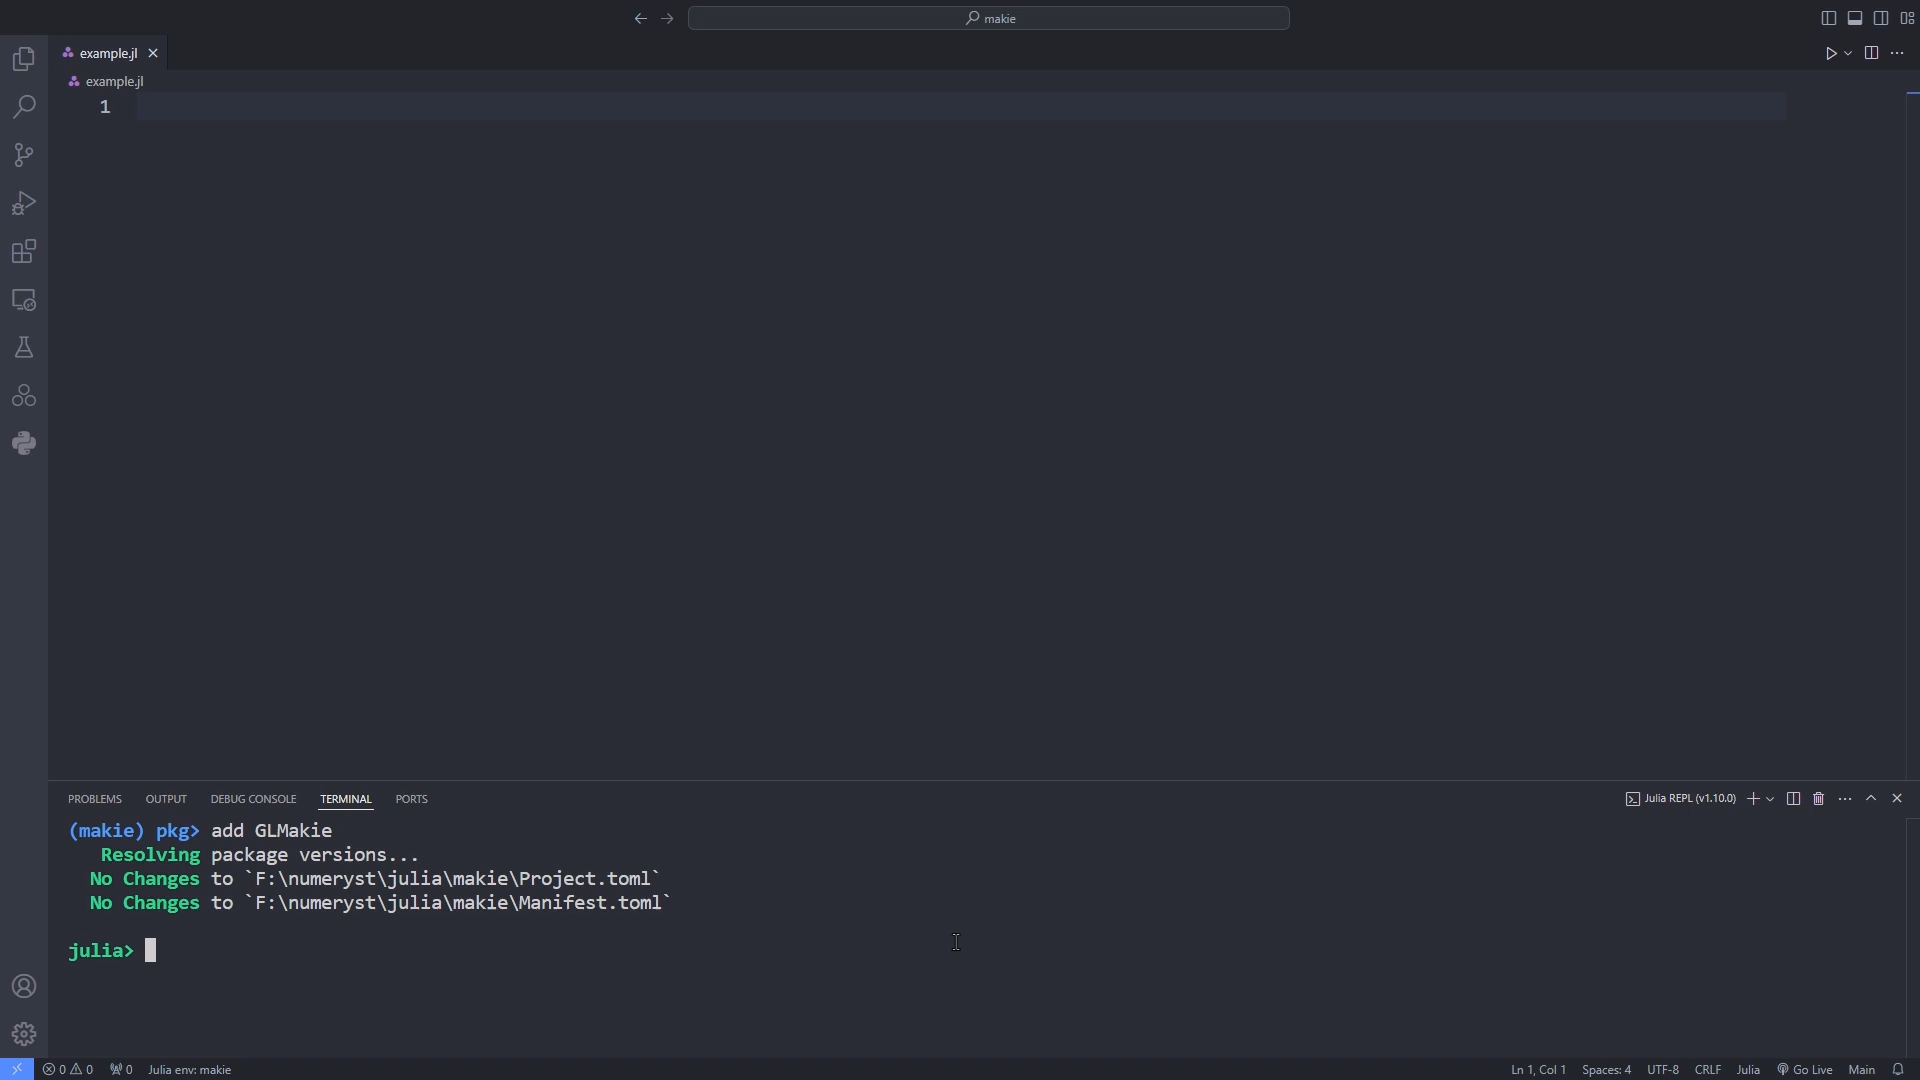 makie
example.jl
example.jl
1
PROBLEMS OUTPUT DEBUG CONSOLE TERMINAL PORTS
Julia REPL (v1.10.0)
(makie) pkg> add GLMakie
Resolving package versions...
No Changes to `F:\numeryst\julia\makie\Project.toml`
No Changes to `F:\numeryst\julia\makie\Manifest.toml`
julia>
0 0 0 Julia env: makie Ln 1, Col 1 Spaces: 4 UTF-8 CRLF Julia Go Live Main